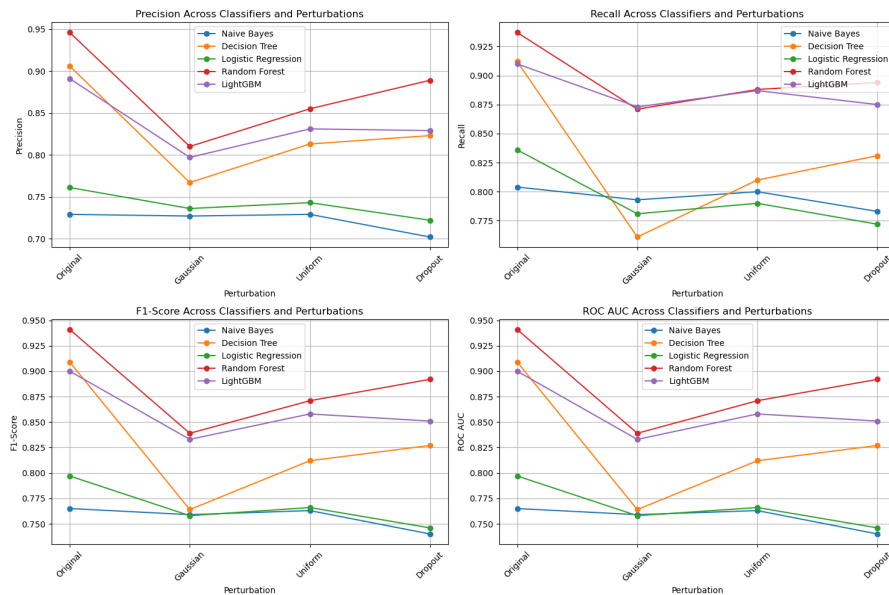 Precision Across Classifiers and Perturbations
Naive Bayes
Decision Tree
Logistic Regression
Random Forest
LightGBM
0.95
0.90
0.85
0.80
0.75
0.70
Precision
Original
Gaussian
Uniform
Dropout
Perturbation
Recall Across Classifiers and Perturbations
Naive Bayes
Decision Tree
Logistic Regression
Random Forest
LightGBM
0.925
0.900
0.875
0.850
0.825
0.800
0.775
Recall
Original
Gaussian
Uniform
Dropout
Perturbation
F1-Score Across Classifiers and Perturbations
Naive Bayes
Decision Tree
Logistic Regression
Random Forest
LightGBM
0.950
0.925
0.900
0.875
0.850
0.825
0.800
0.775
0.750
F1-Score
Original
Gaussian
Uniform
Dropout
Perturbation
ROC AUC Across Classifiers and Perturbations
Naive Bayes
Decision Tree
Logistic Regression
Random Forest
LightGBM
0.950
0.925
0.900
0.875
0.850
0.825
0.800
0.775
0.750
ROC AUC
Original
Gaussian
Uniform
Dropout
Perturbation